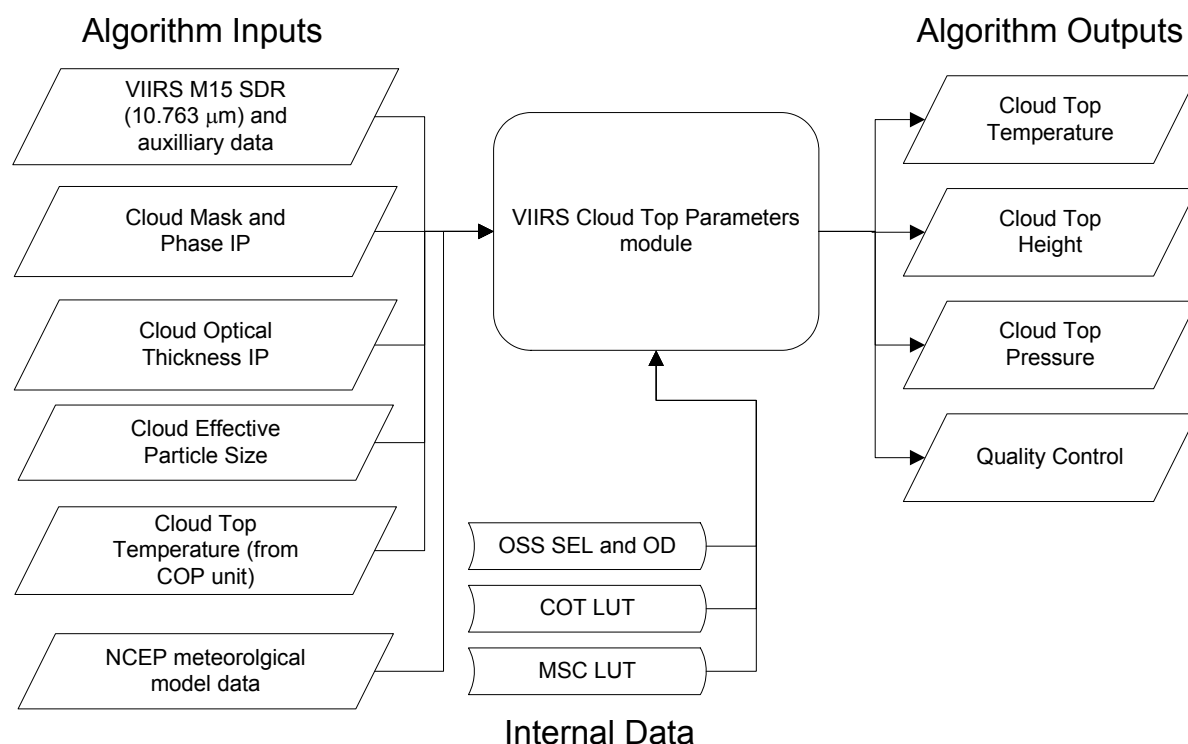 Algorithm Inputs
VIIRS M15 SDR
(10.763 μm) and
auxilliary data
Cloud Mask and
Phase IP
Cloud Optical
Thickness IP
Cloud Effective
Particle Size
Cloud Top
Temperature (from
COP unit)
NCEP meteorolgical
model data
VIIRS Cloud Top Parameters
module
OSS SEL and OD
COT LUT
MSC LUT
Internal Data
Algorithm Outputs
Cloud Top
Temperature
Cloud Top
Height
Cloud Top
Pressure
Quality Control